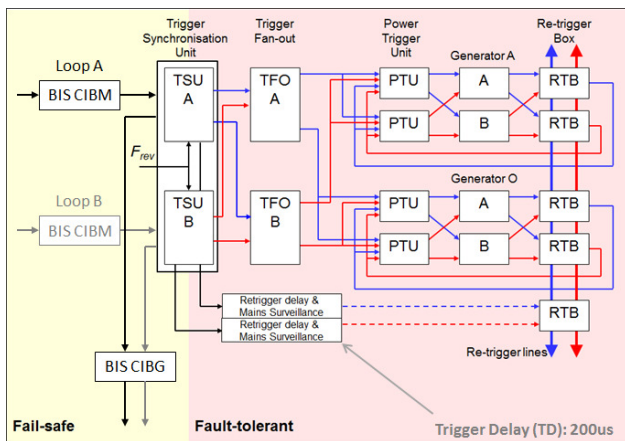 Trigger
Synchronisation
Unit
Trigger
Fan-out
Power
Trigger
Unit
Generator A
Re-trigger
Box
Loop A
BIS CIBM
TSU
A
TFO
A
PTU
A
RTB
PTU
B
RTB
Frev
Generator O
Loop B
BIS CIBM
TSU
B
TFO
B
PTU
A
RTB
PTU
B
RTB
Retrigger delay &
Mains Surveillance
Retrigger delay &
Mains Surveillance
RTB
Re-trigger lines
BIS CIBG
Fail-safe
Fault-tolerant
Trigger Delay (TD): 200us